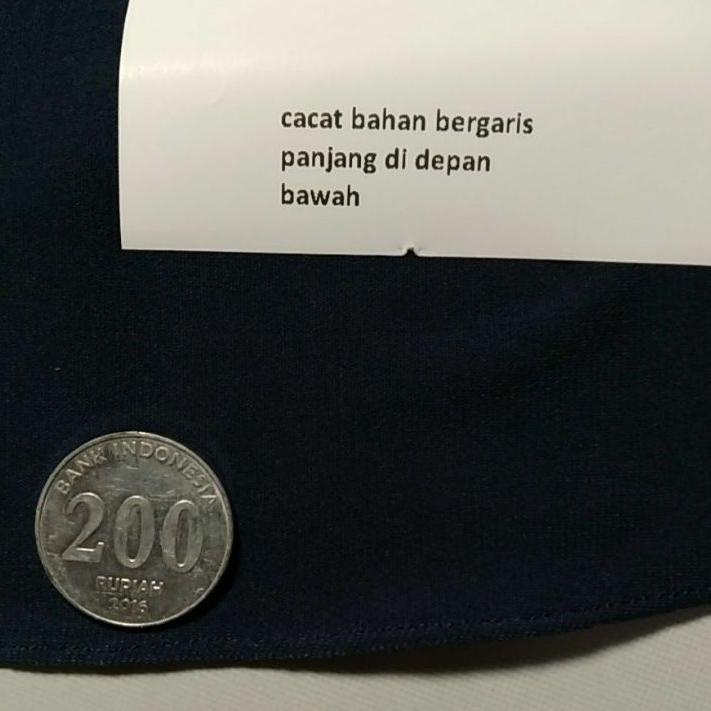 cacat bahan bergaris
panjang di depan
bawah
BANK INDONESIA
200
RUPIAH
2016